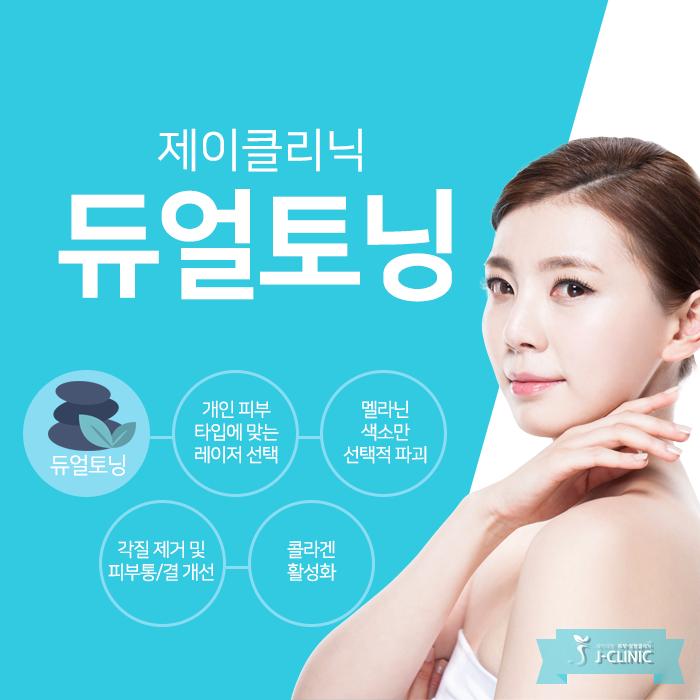 제이클리닉
듀얼토닝
듀얼토닝
개인 피부
타입에 맞는
레이저 선택
멜라닌
색소만
선택적 파괴
각질 제거 및
피부톤/결 개선
콜라겐
활성화
J-CLINIC